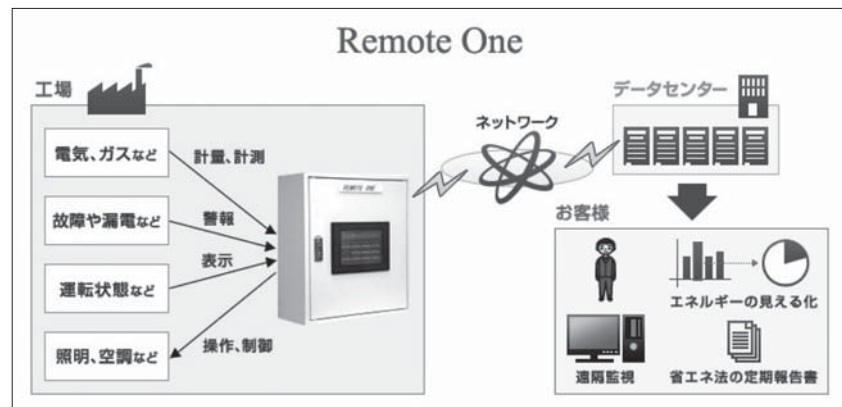 Remote One
工場
電気、ガスなど
計量、計測
故障や漏電など
警報
表示
運転状態など
操作、制御
照明、空調など
REMOTE ONE
ネットワーク
データセンター
お客様
エネルギーの見える化
遠隔監視
省エネ法の定期報告書